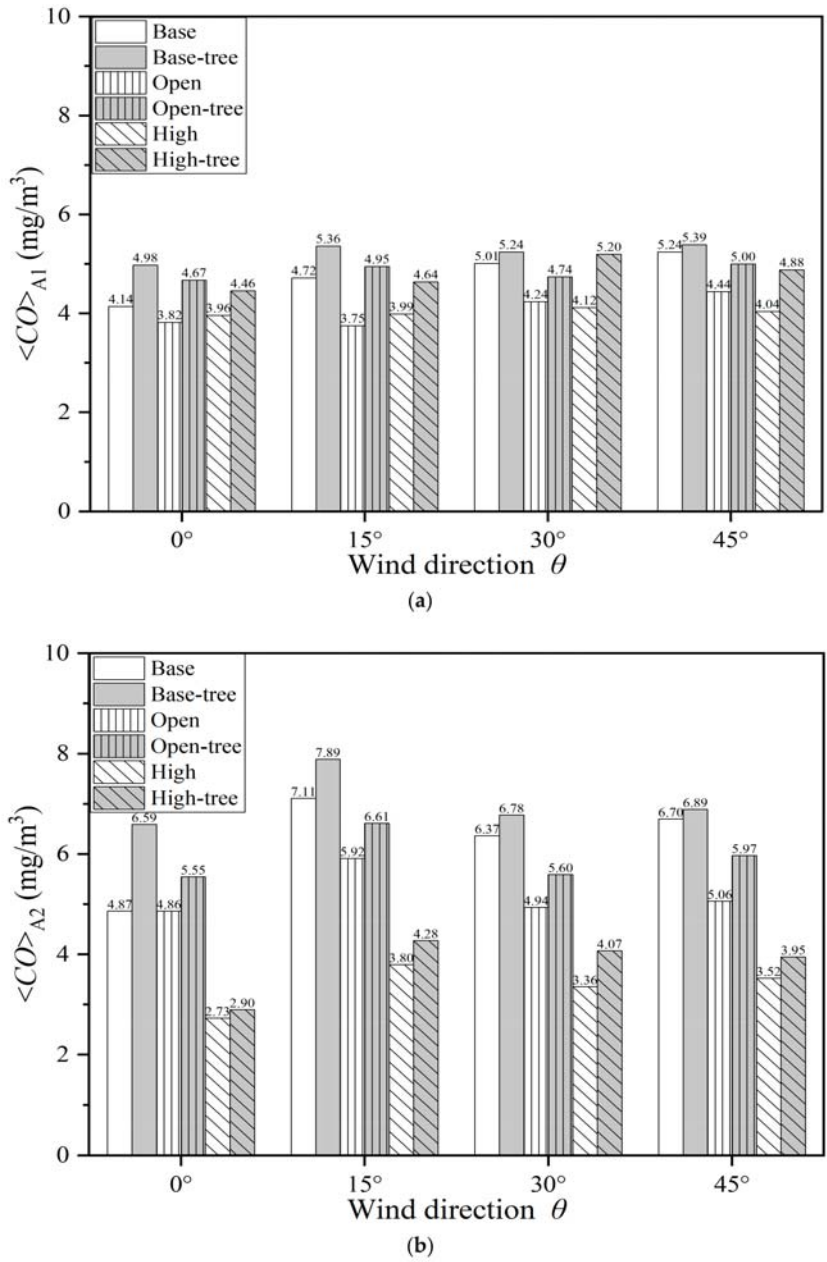 10
8
6
4
2
0
<CO>A1 (mg/m³)
Base
Base-tree
Open
Open-tree
High
High-tree
4.14 4.98 3.82 4.67 3.96 4.46
4.72 5.36 3.75 4.95 3.99 4.64
5.01 5.24 4.24 4.74 4.12 5.20
5.24 5.39 4.44 5.00 4.04 4.88
0° 15° 30° 45°
Wind direction θ
(a)
10
8
6
4
2
0
<CO>A2 (mg/m³)
Base
Base-tree
Open
Open-tree
High
High-tree
4.87 6.59 4.86 5.55 2.73 2.90
7.11 7.89 5.92 6.61 3.80 4.28
6.37 6.78 4.94 5.60 3.36 4.07
6.70 6.89 5.06 5.97 3.52 3.95
0° 15° 30° 45°
Wind direction θ
(b)